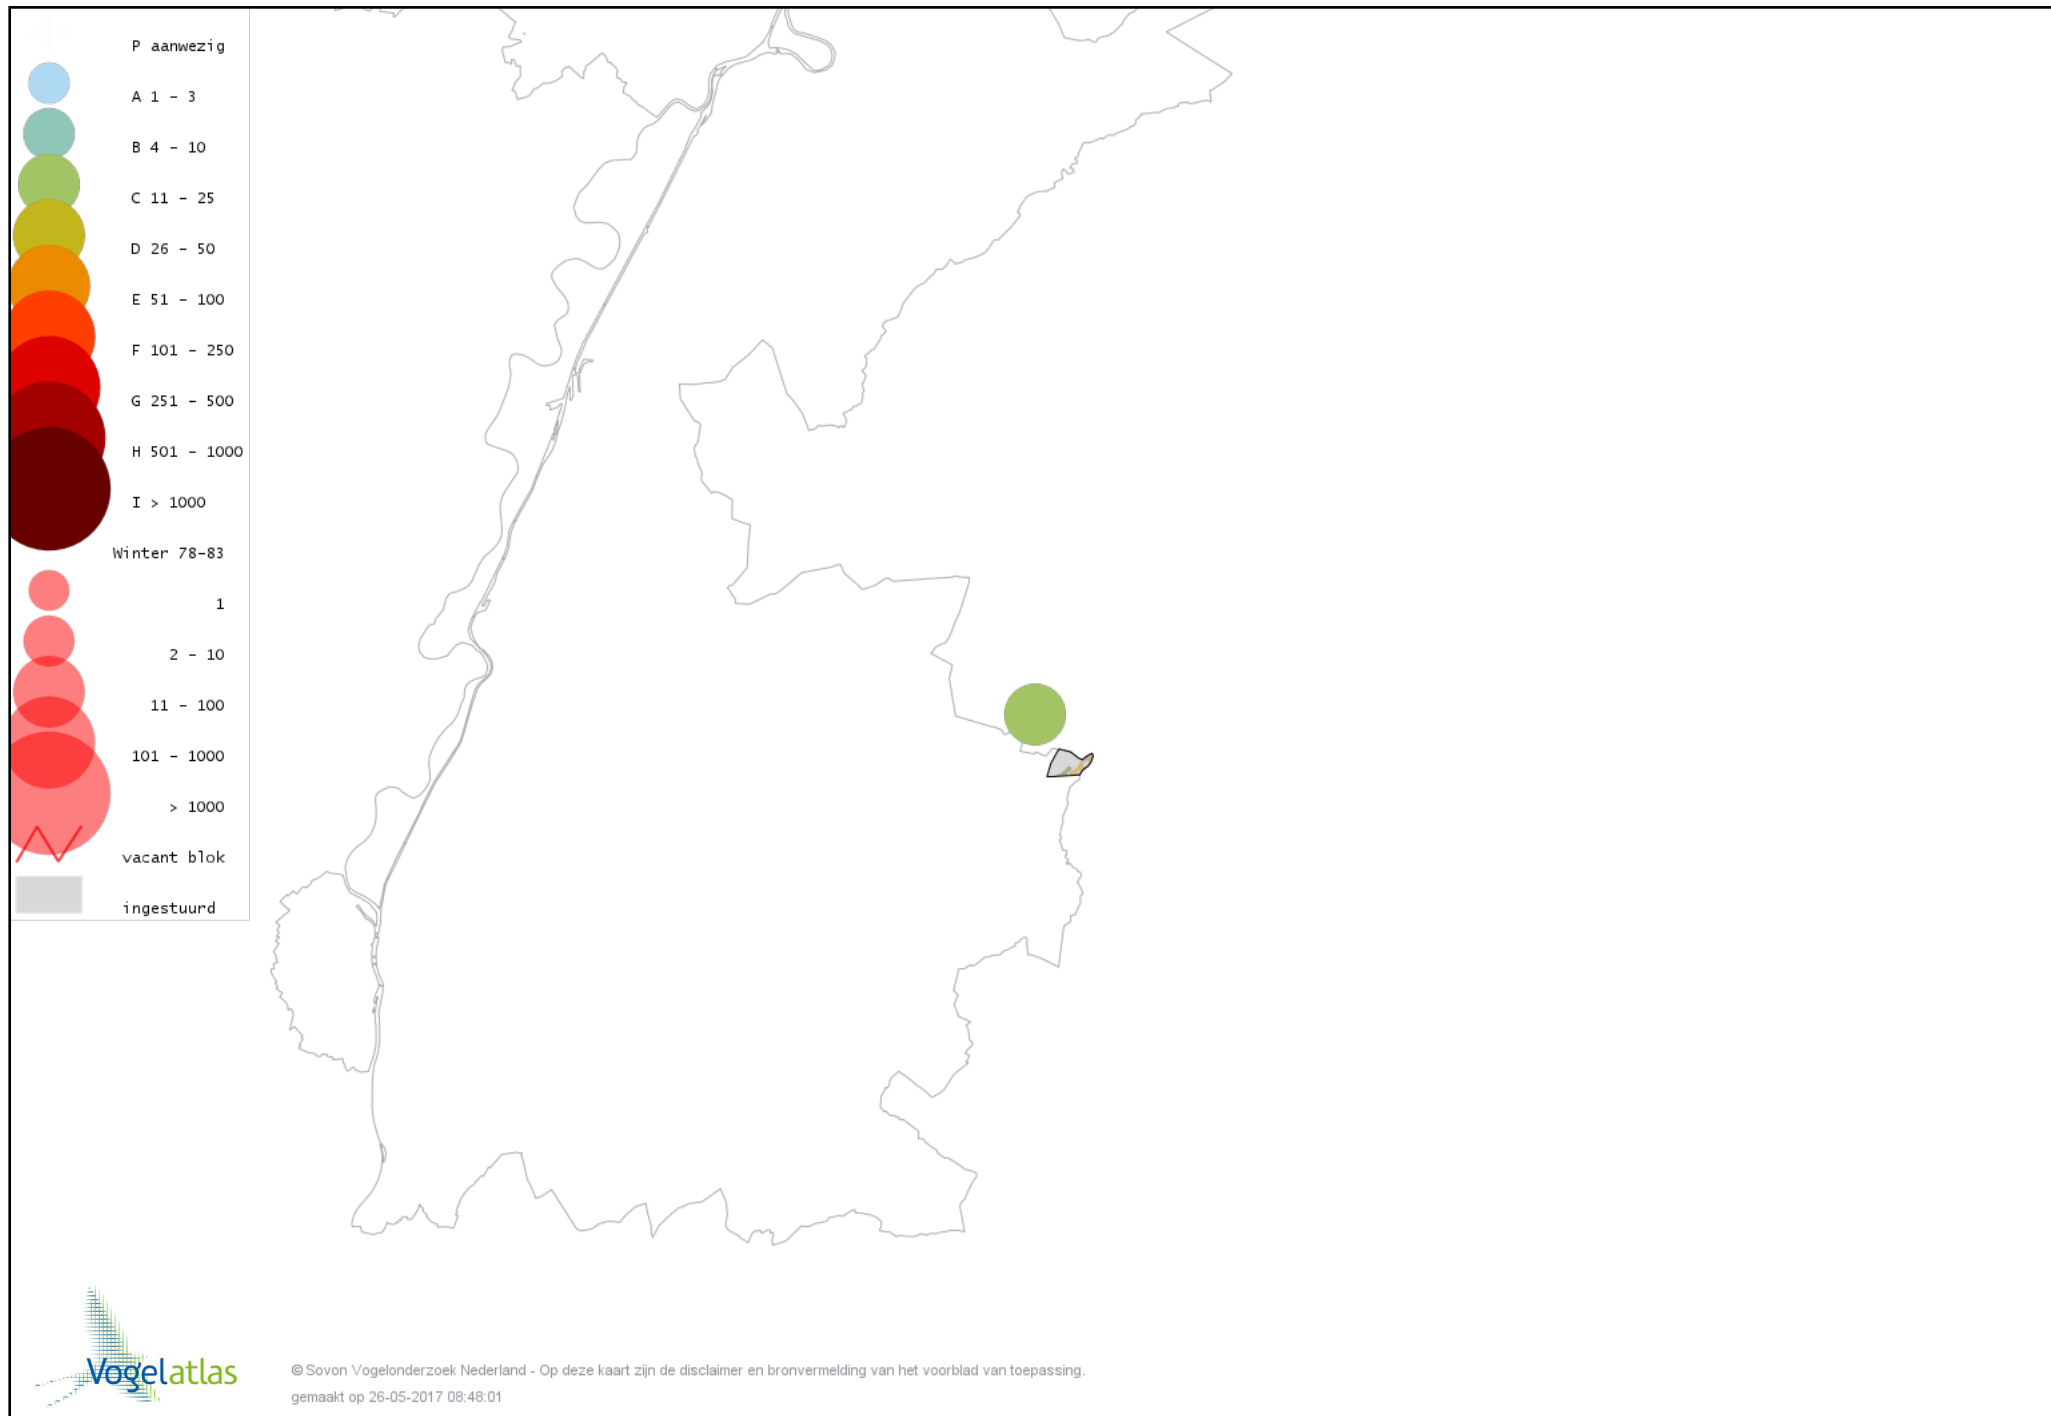 P aanwezig
A 1 - 3
B 4 - 10
C 11 - 25
D 26 - 50
E 51 - 100
F 101 - 250
G 251 - 500
H 501 - 1000
I > 1000
Winter 78-83
1
2 - 10
11 - 100
101 - 1000
> 1000
vacant blok
ingestuurd
Vogelatlas
© Sovon Vogelonderzoek Nederland - Op deze kaart zijn de disclaimer en bronvermelding van het voorblad van toepassing.
gemaakt op 26-05-2017 08:48:01